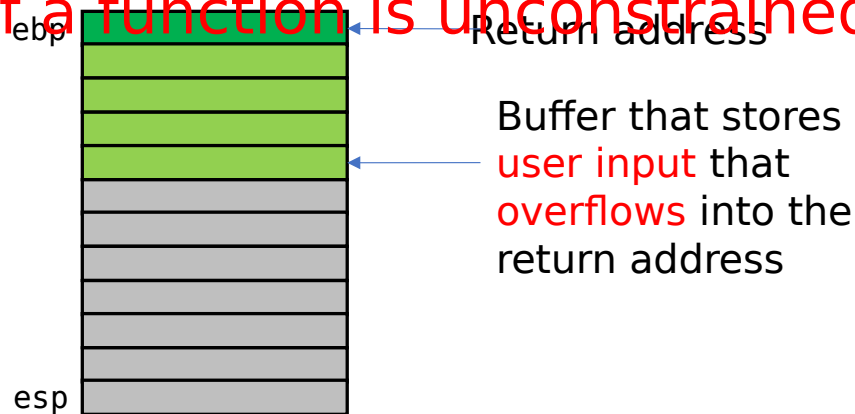 f a function is unconstrained
ebp
Return address
Buffer that stores
user input that
overflows into the
return address
esp